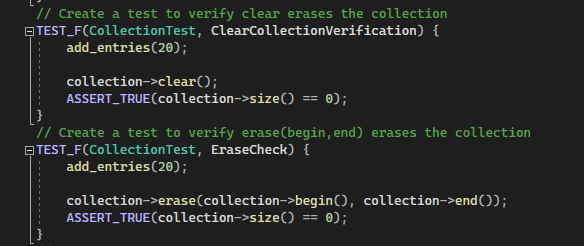 // Create a test to verify clear erases the collection
TEST_F(CollectionTest, ClearCollectionVerification) {
add_entries(20);
collection->clear();
ASSERT_TRUE(collection->size() == 0);
}
// Create a test to verify erase(begin,end) erases the collection
TEST_F(CollectionTest, EraseCheck) {
add_entries(20);
collection->erase(collection->begin(), collection->end());
ASSERT_TRUE(collection->size() == 0);
}